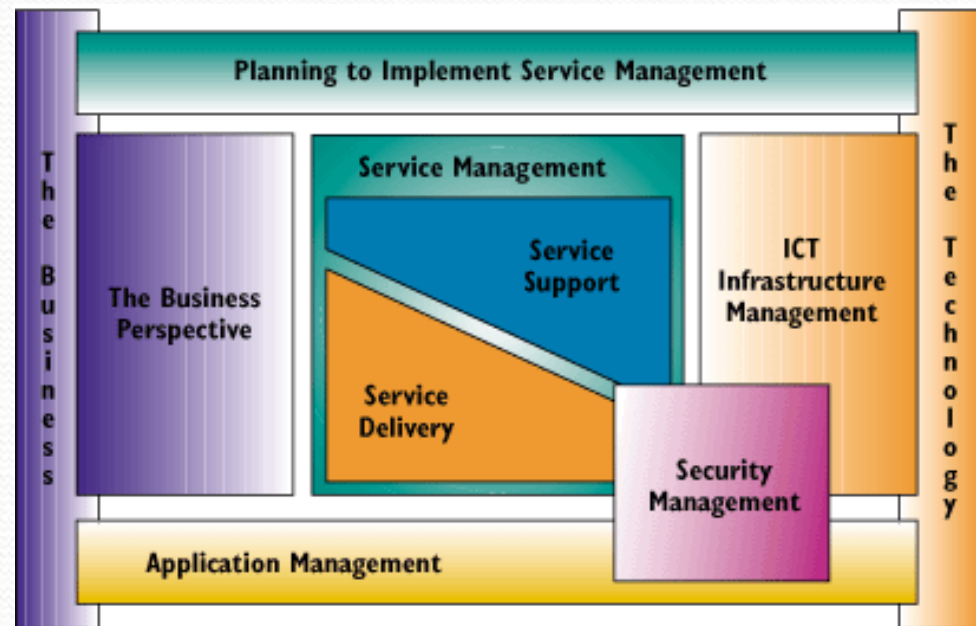 Planning to Implement Service Management
The Business
The Business
Perspective
Service Management
Service
Support
Service
Delivery
ICT
Infrastructure
Management
Security
Management
The Technology
Application Management